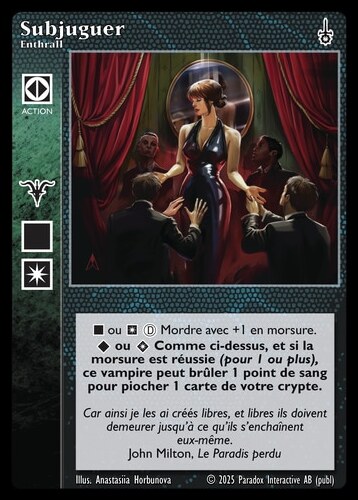 Subjuguer
Enthrall
ACTION
ou D Mordre avec +1 en morsure.
ou Comme ci-dessus, et si la
morsure est réussie (pour 1 ou plus),
ce vampire peut brûler 1 point de sang
pour piocher 1 carte de votre crypte.
Car ainsi je les ai créés libres, et libres ils doivent
demeurer jusqu'à ce qu'ils s'enchaînent
eux-même.
John Milton, Le Paradis perdu
Illus. Anastasiia Horbunova
© 2025 Paradox Interactive AB (publ)